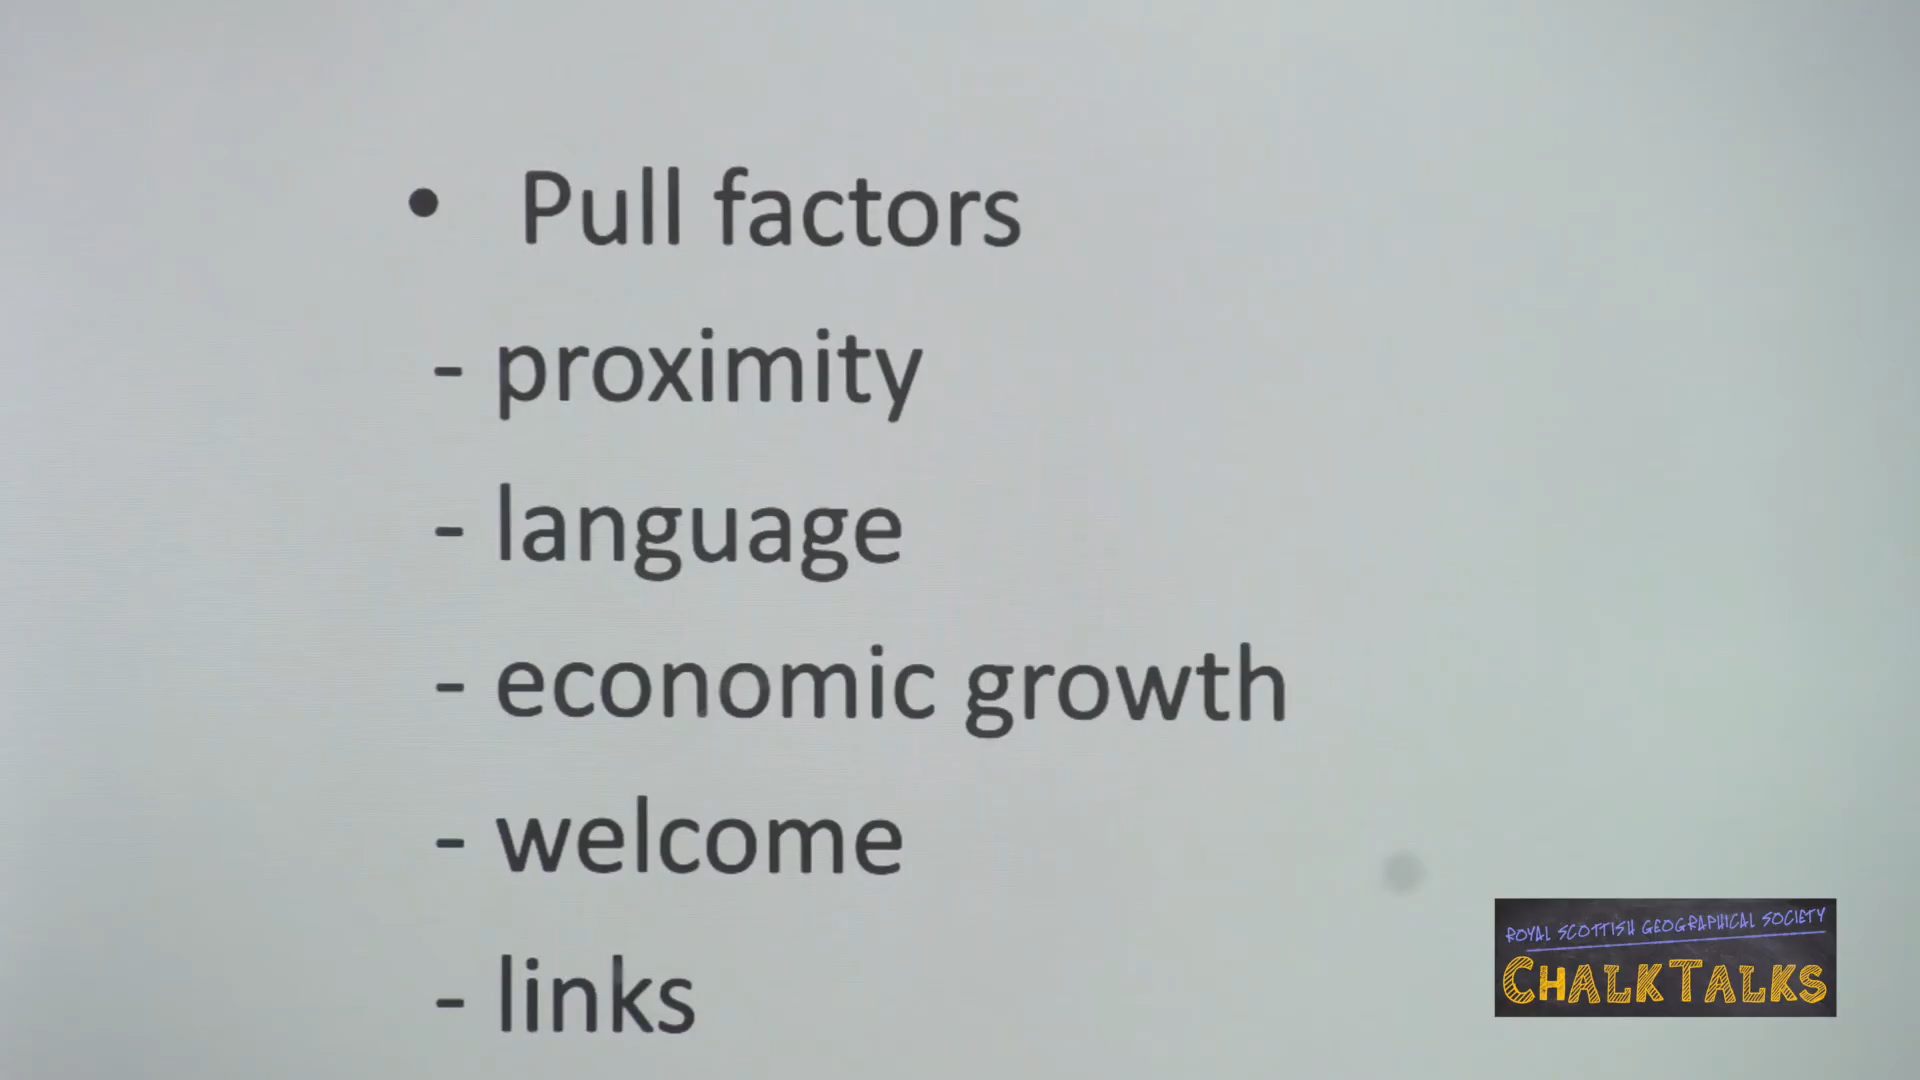 • Pull factors
- proximity
- language
- economic growth
- welcome
- links
ROYAL SCOTTISH GEOGRAPHICAL SOCIETY
CHALKTALKS